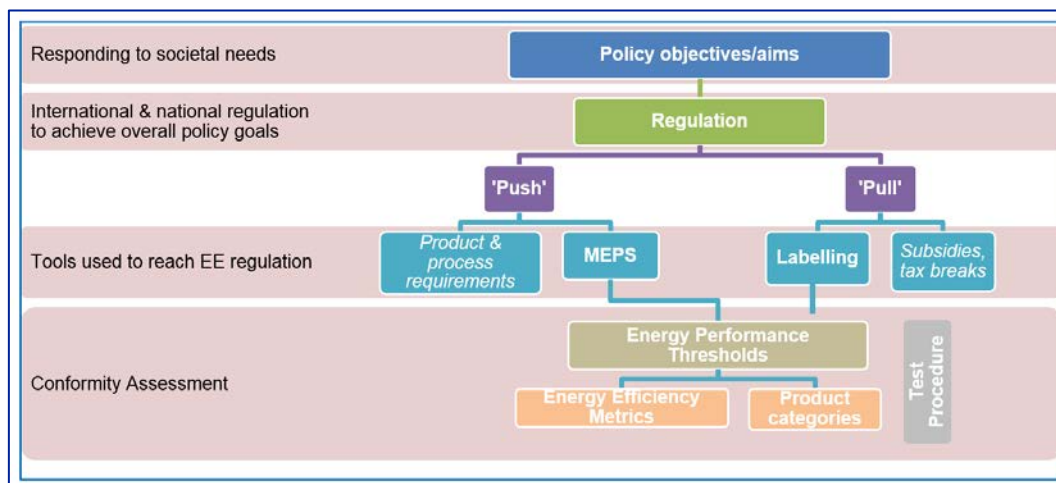 Responding to societal needs
Policy objectives/aims
International & national regulation
to achieve overall policy goals
Regulation
'Push'
'Pull'
Tools used to reach EE regulation
Product &
process
requirements
MEPS
Labelling
Subsidies,
tax breaks
Conformity Assessment
Energy Performance
Thresholds
Energy Efficiency
Metrics
Product
categories
Test
Procedure